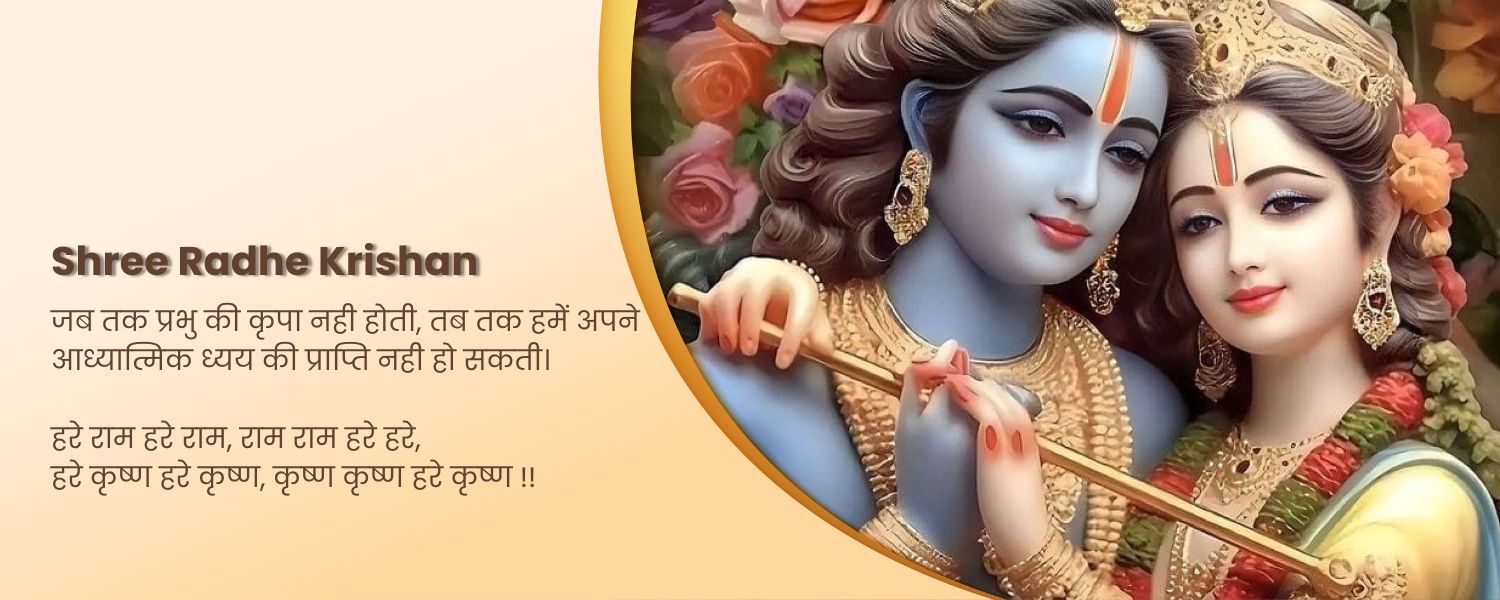 Shree Radhe Krishan
जब तक प्रभु की कृपा नही होती, तब तक हमें अपने
आध्यात्मिक ध्यय की प्राप्ति नही हो सकती।
हरे राम हरे राम, राम राम हरे हरे,
हरे कृष्ण हरे कृष्ण, कृष्ण कृष्ण हरे कृष्ण !!